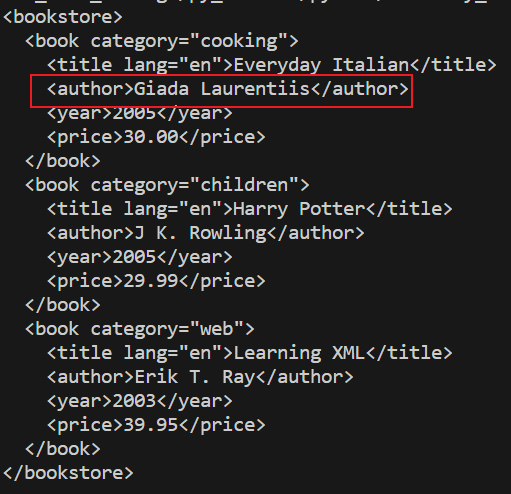 <bookstore>
<book category="cooking">
<title lang="en">Everyday Italian</title>
<author>Giada Laurentiis</author>
<year>2005</year>
<price>30.00</price>
</book>
<book category="children">
<title lang="en">Harry Potter</title>
<author>J K. Rowling</author>
<year>2005</year>
<price>29.99</price>
</book>
<book category="web">
<title lang="en">Learning XML</title>
<author>Erik T. Ray</author>
<year>2003</year>
<price>39.95</price>
</book>
</bookstore>